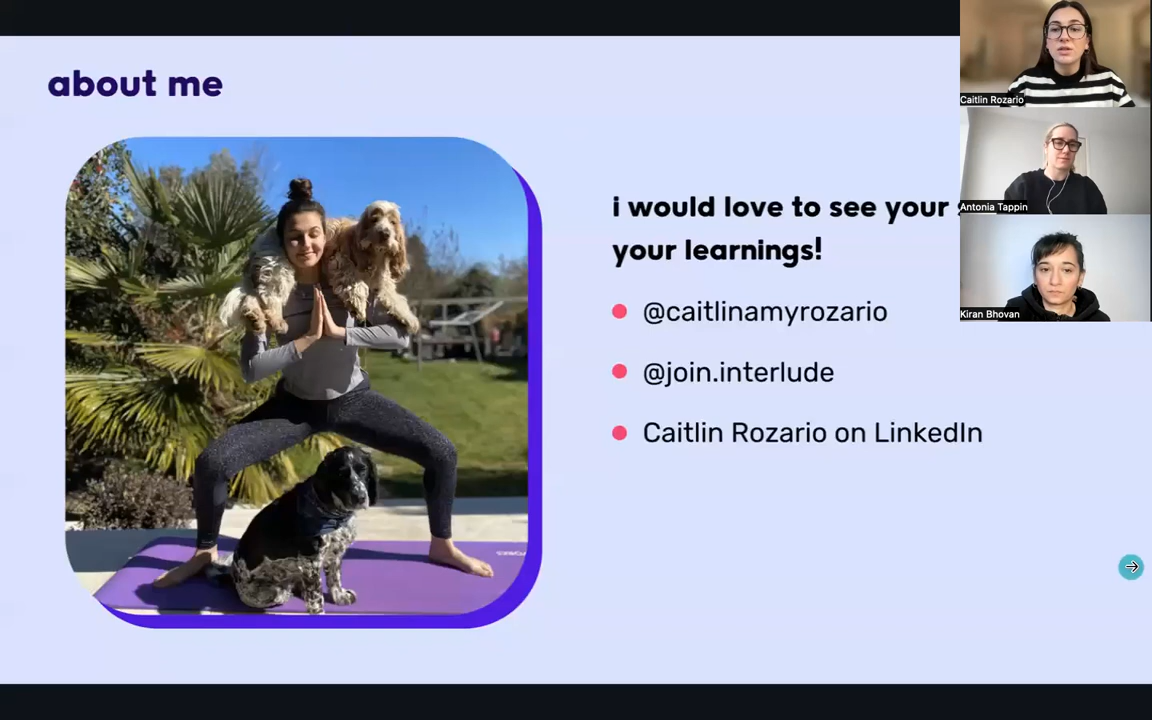 about me
i would love to see your
your learnings!
@caitlinamyrozario
@join.interlude
Caitlin Rozario on LinkedIn
Caitlin Rozario
Antonia Tappin
Kiran Bhovan